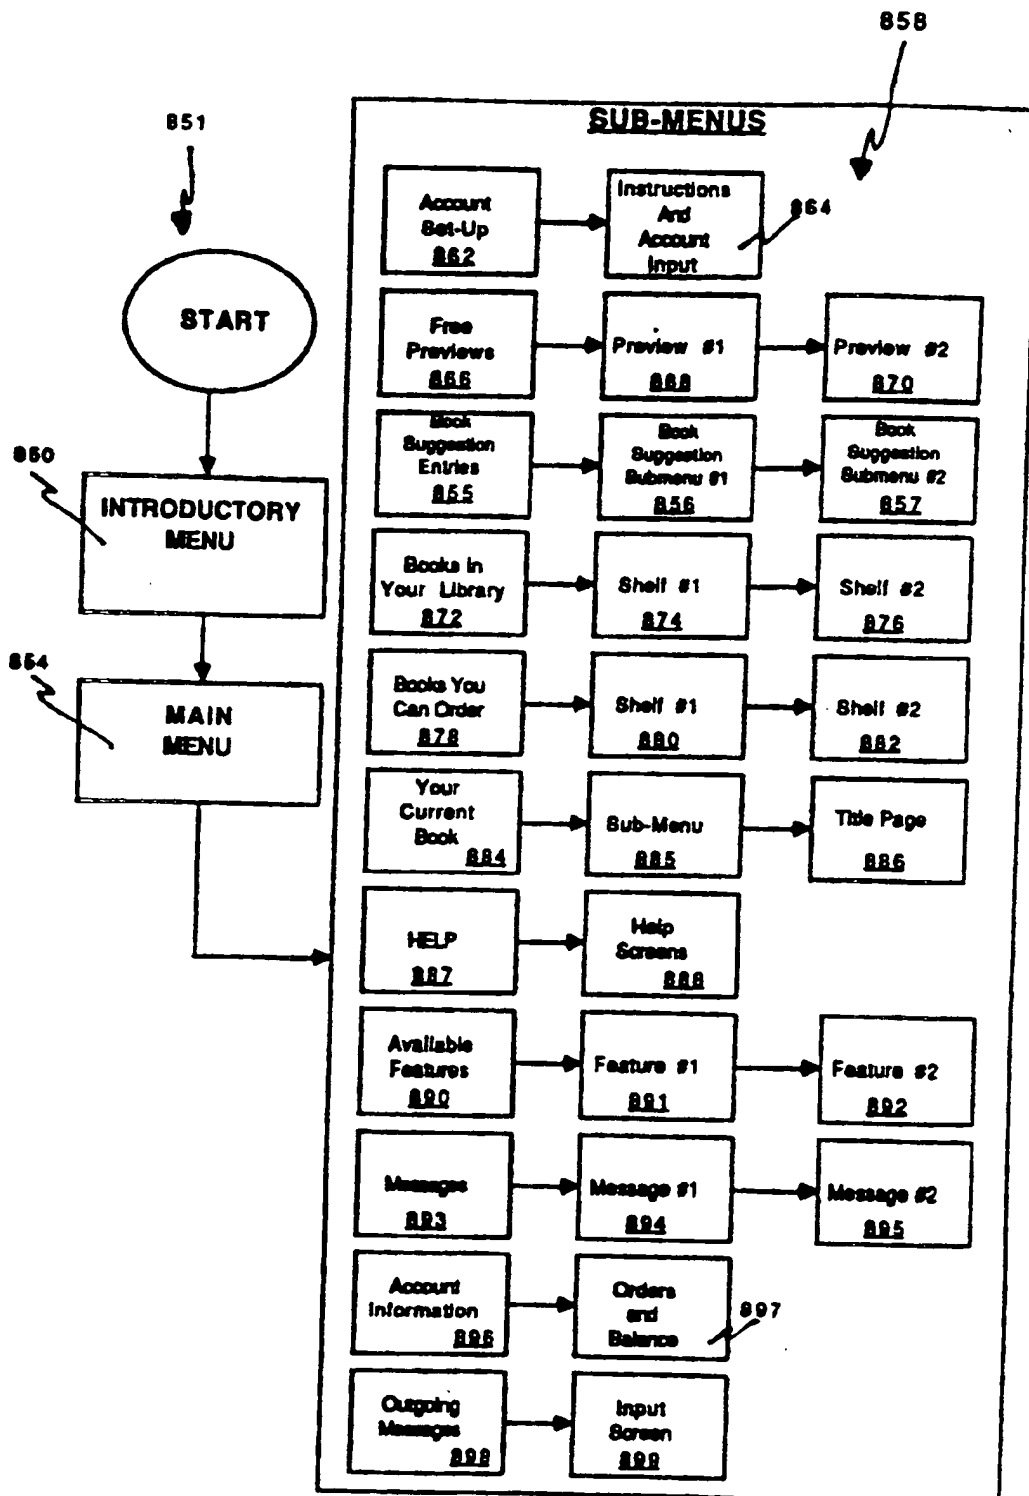 858
851
SUB-MENUS
START
850
INTRODUCTORY
MENU
854
MAIN
MENU
Account
Set-Up
862
Instructions
And
Account
Input
864
Free
Previews
866
Preview #1
868
Preview #2
870
Book
Suggestion
Entries
855
Book
Suggestion
Submenu #1
856
Book
Suggestion
Submenu #2
857
Books In
Your Library
872
Shelf #1
874
Shelf #2
876
Books You
Can Order
878
Shelf #1
880
Shelf #2
882
Your
Current
Book
884
Sub-Menu
885
Title Page
886
HELP
887
Help
Screens
888
Available
Features
890
Feature #1
891
Feature #2
892
Messages
893
Message #1
894
Message #2
895
Account
Information
896
Orders
and
Balance
897
Outgoing
Messages
898
Input
Screen
899